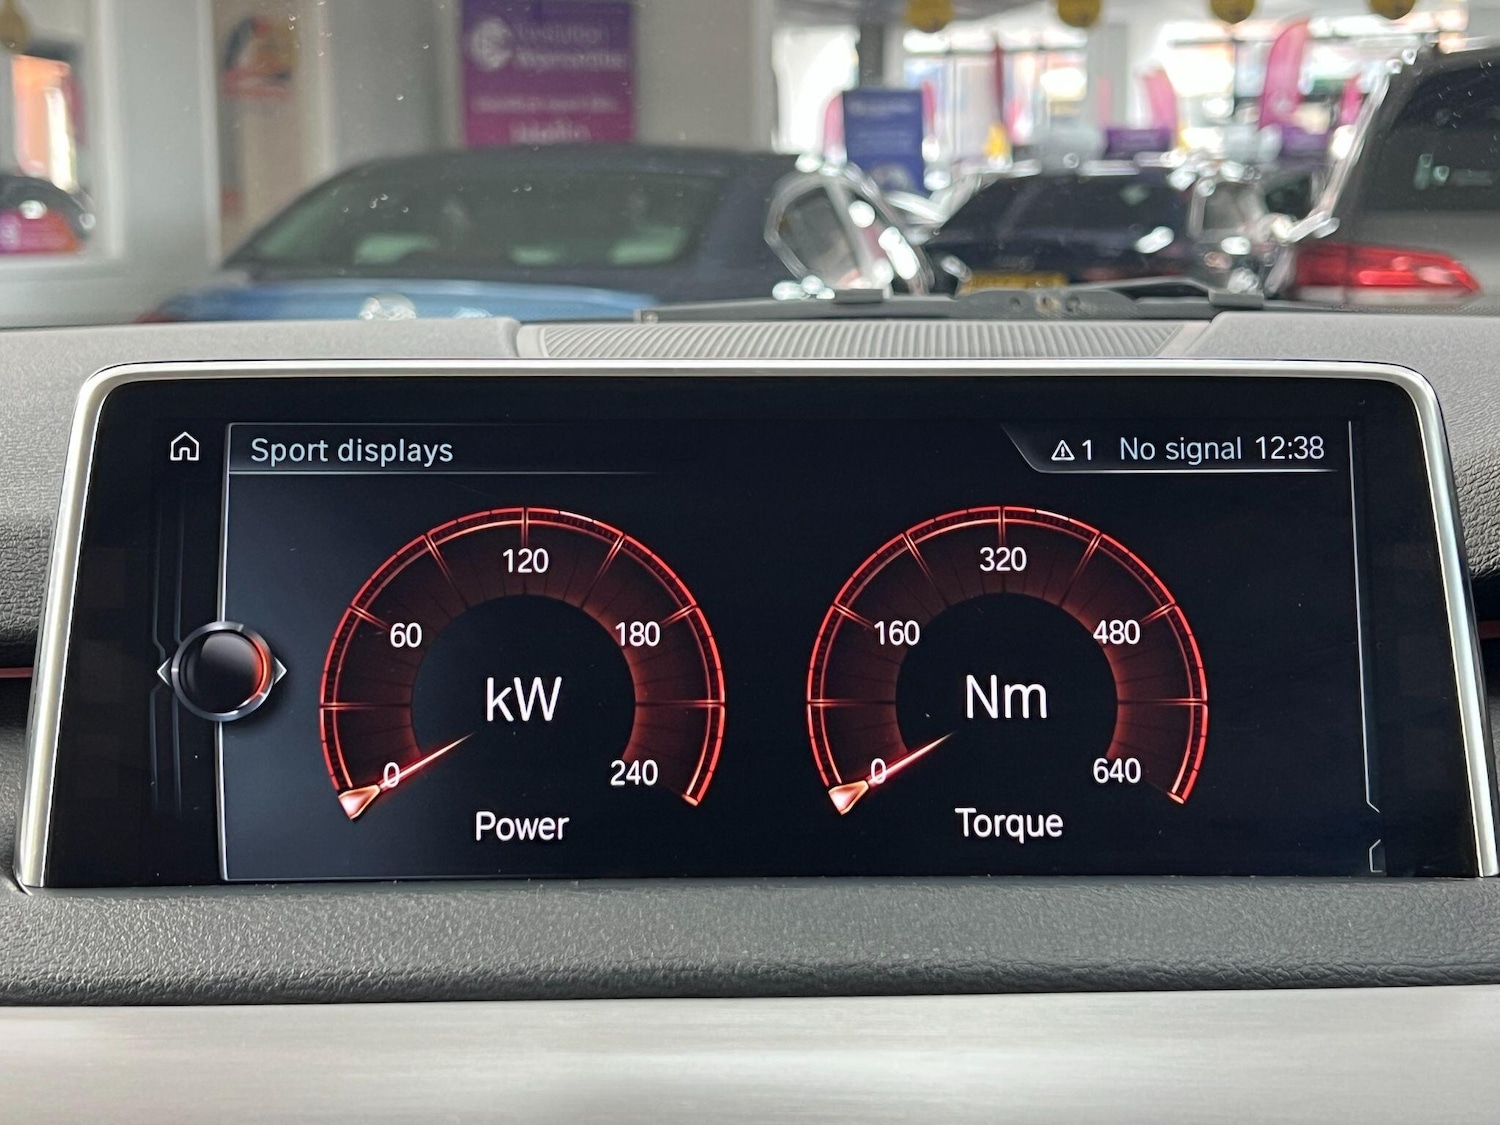 Sport displays
1 No signal 12:38
120
60
180
kW
0
240
Power
320
160
480
Nm
0
640
Torque